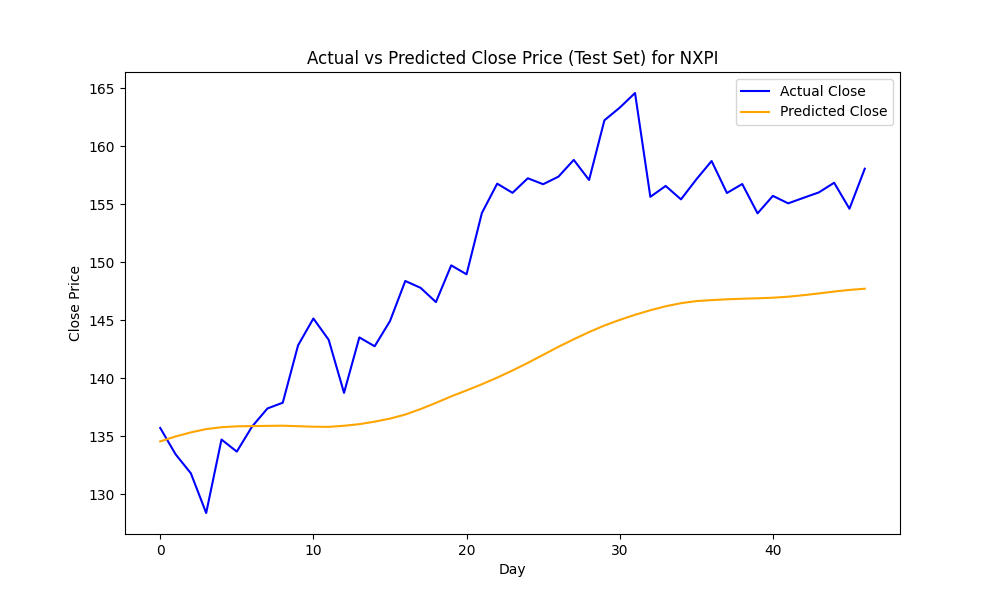 Actual vs Predicted Close Price (Test Set) for NXPI
Actual Close
Predicted Close
Close Price
165
160
155
150
145
140
135
130
0
10
20
30
40
Day